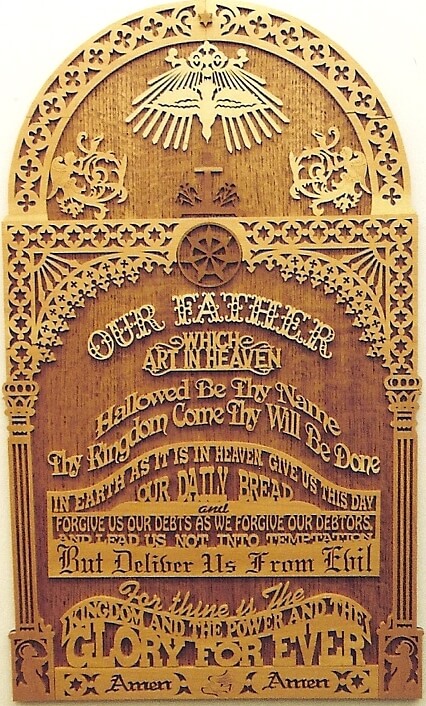 OUR FATHER
WHICH
ART IN HEAVEN
Hallowed Be Thy Name
Thy Kingdom Come Thy Will Be Done
IN EARTH AS IT IS IN HEAVEN, GIVE US THIS DAY
OUR DAILY BREAD
and
FORGIVE US OUR DEBTS AS WE FORGIVE OUR DEBTORS,
AND LEAD US NOT INTO TEMPTATION
But Deliver Us From Evil
For thine is The
KINGDOM AND THE POWER AND THE
GLORY FOR EVER
Amen Amen